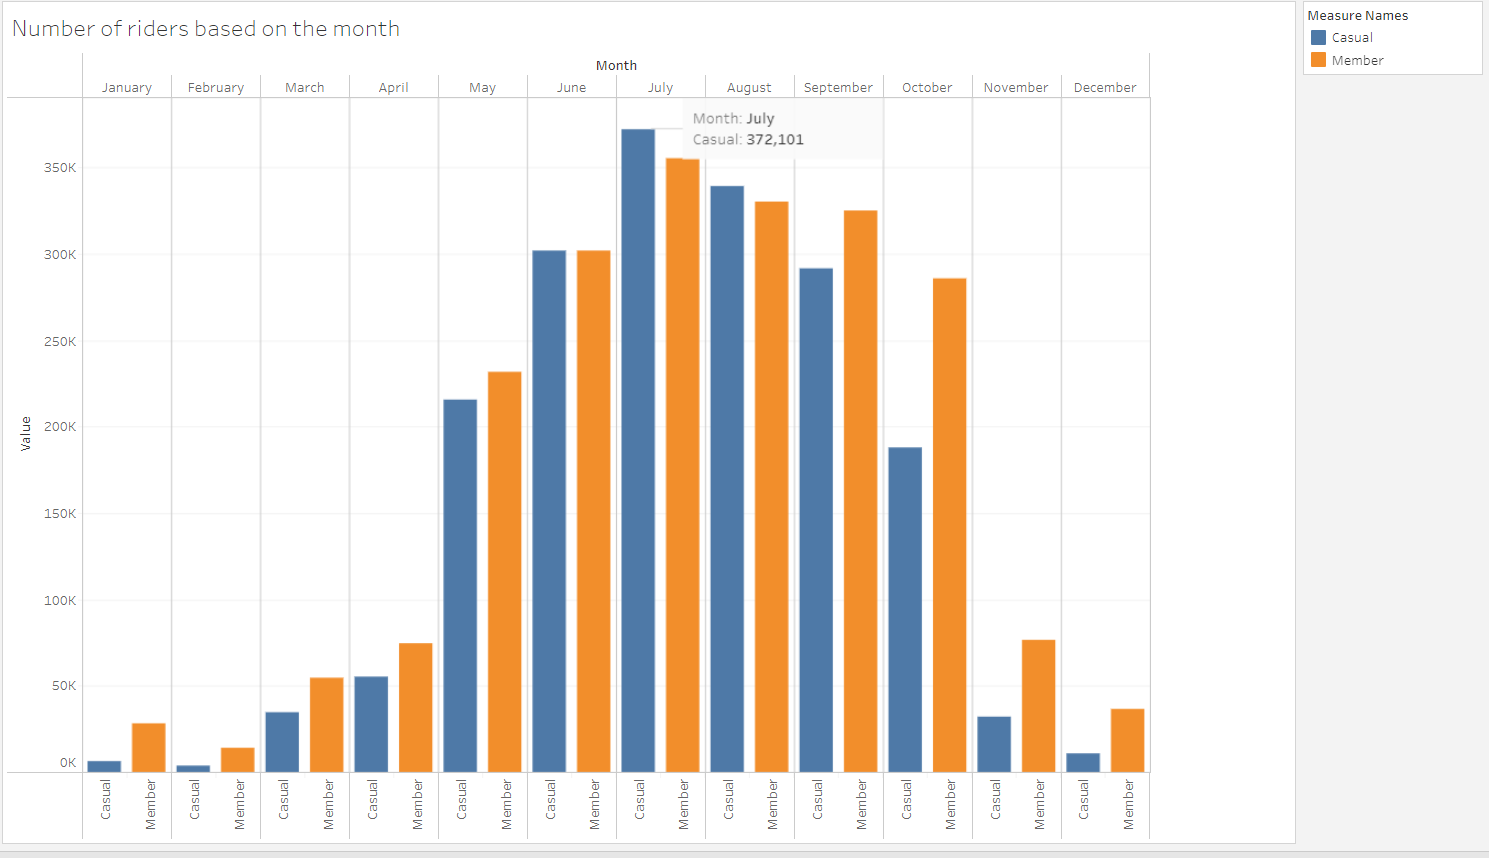 Number of riders based on the month
Measure Names
Casual
Member
Month
January February March April May June July August September October November December
Month: July
Casual: 372,101
350K
300K
250K
200K
150K
100K
50K
0K
Value
Casual Member Casual Member Casual Member Casual Member Casual Member Casual Member Casual Member Casual Member Casual Member Casual Member Casual Member Casual Member